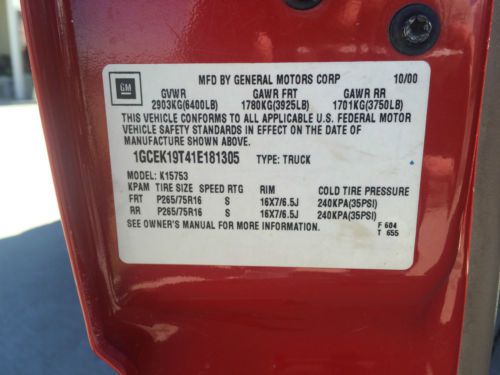 MFD BY GENERAL MOTORS CORP 10/00
GM
GVWR GAWR FRT GAWR RR
2903KG(6400LB) 1780KG(3925LB) 1701KG(3750LB)
THIS VEHICLE CONFORMS TO ALL APPLICABLE U.S. FEDERAL MOTOR
VEHICLE SAFETY STANDARDS IN EFFECT ON THE DATE OF
MANUFACTURE SHOWN ABOVE.
1GCEK19T41E181305 TYPE: TRUCK
MODEL: K15753
KPAM TIRE SIZE SPEED RTG RIM COLD TIRE PRESSURE
FRT P265/75R16 S 16X7/6.5J 240KPA(35PSI)
RR P265/75R16 S 16X7/6.5J 240KPA(35PSI)
SEE OWNER'S MANUAL FOR MORE INFORMATION. F 604
T 655